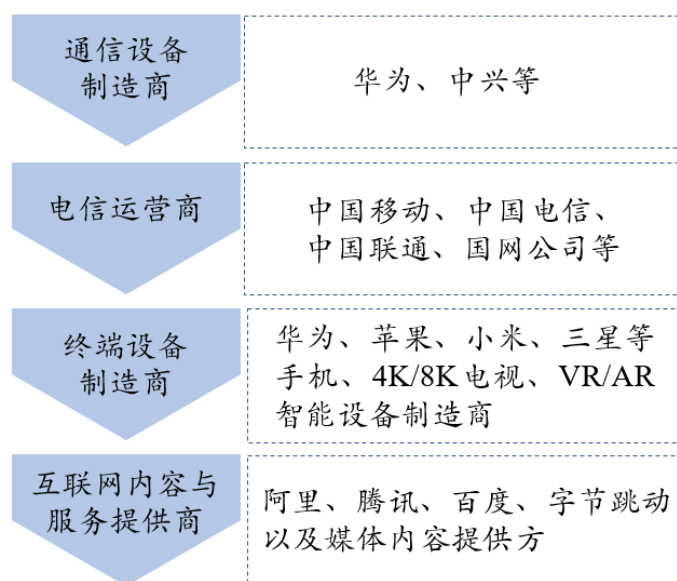 通信设备
制造商
华为、中兴等
电信运营商
中国移动、中国电信、
中国联通、国网公司等
终端设备
制造商
华为、苹果、小米、三星等
手机、4K/8K电视、VR/AR
智能设备制造商
互联网内容与
服务提供商
阿里、腾讯、百度、字节跳动
以及媒体内容提供方